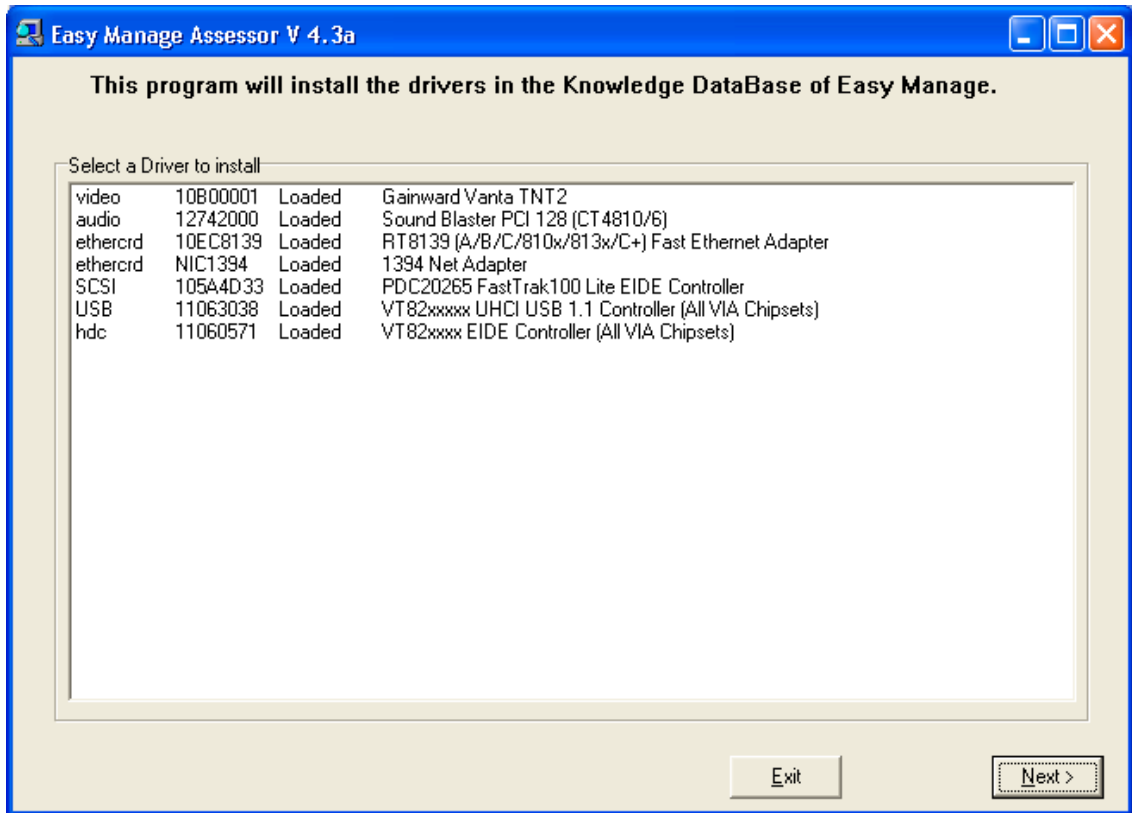 Easy Manage Assessor V 4.3a
This program will install the drivers in the Knowledge DataBase of Easy Manage.
Select a Driver to install
video 10B00001 Loaded Gainward Vanta TNT2
audio 12742000 Loaded Sound Blaster PCI 128 (CT4810/6)
ethercrd 10EC8139 Loaded RT8139 (A/B/C/810x/813x/C+) Fast Ethernet Adapter
ethercrd NIC1394 Loaded 1394 Net Adapter
SCSI 105A4D33 Loaded PDC20265 FastTrak100 Lite EIDE Controller
USB 11063038 Loaded VT82xxxxx UHCI USB 1.1 Controller (All VIA Chipsets)
hdc 11060571 Loaded VT82xxxx EIDE Controller (All VIA Chipsets)
Exit
Next >